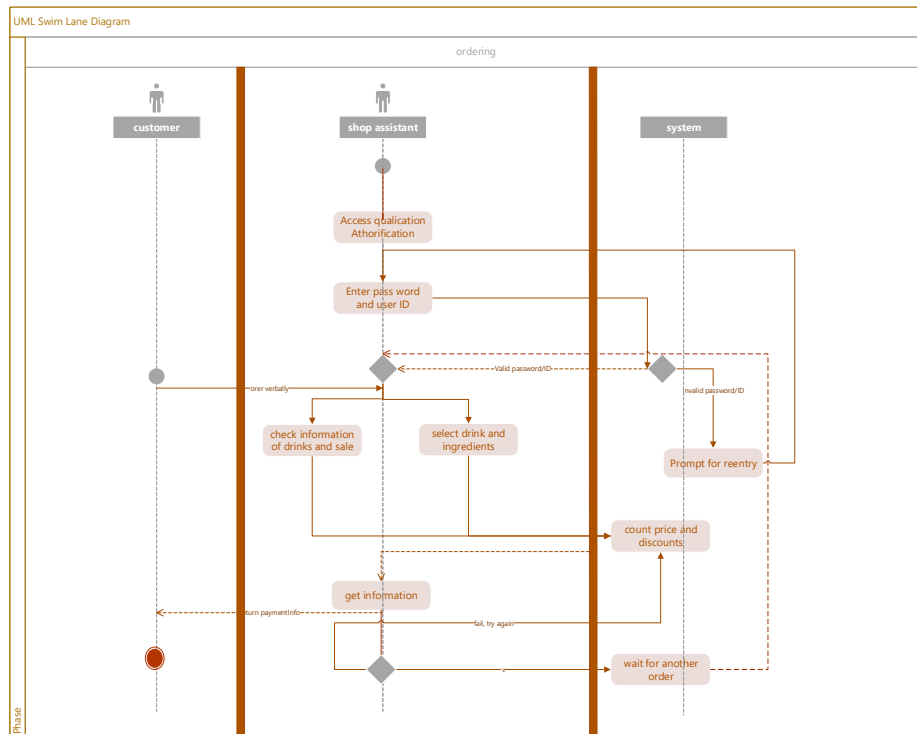 UML Swim Lane Diagram
ordering
customer
shop assistant
system
Access qualication
Athorification
Enter pass word
and user ID
Valid password/ID
nvalid password/ID
orer verbally
check information
of drinks and sale
select drink and
ingredients
Prompt for reentry
count price and
discounts
get information
turn paymentInfo
fail, try again
wait for another
order
Phase